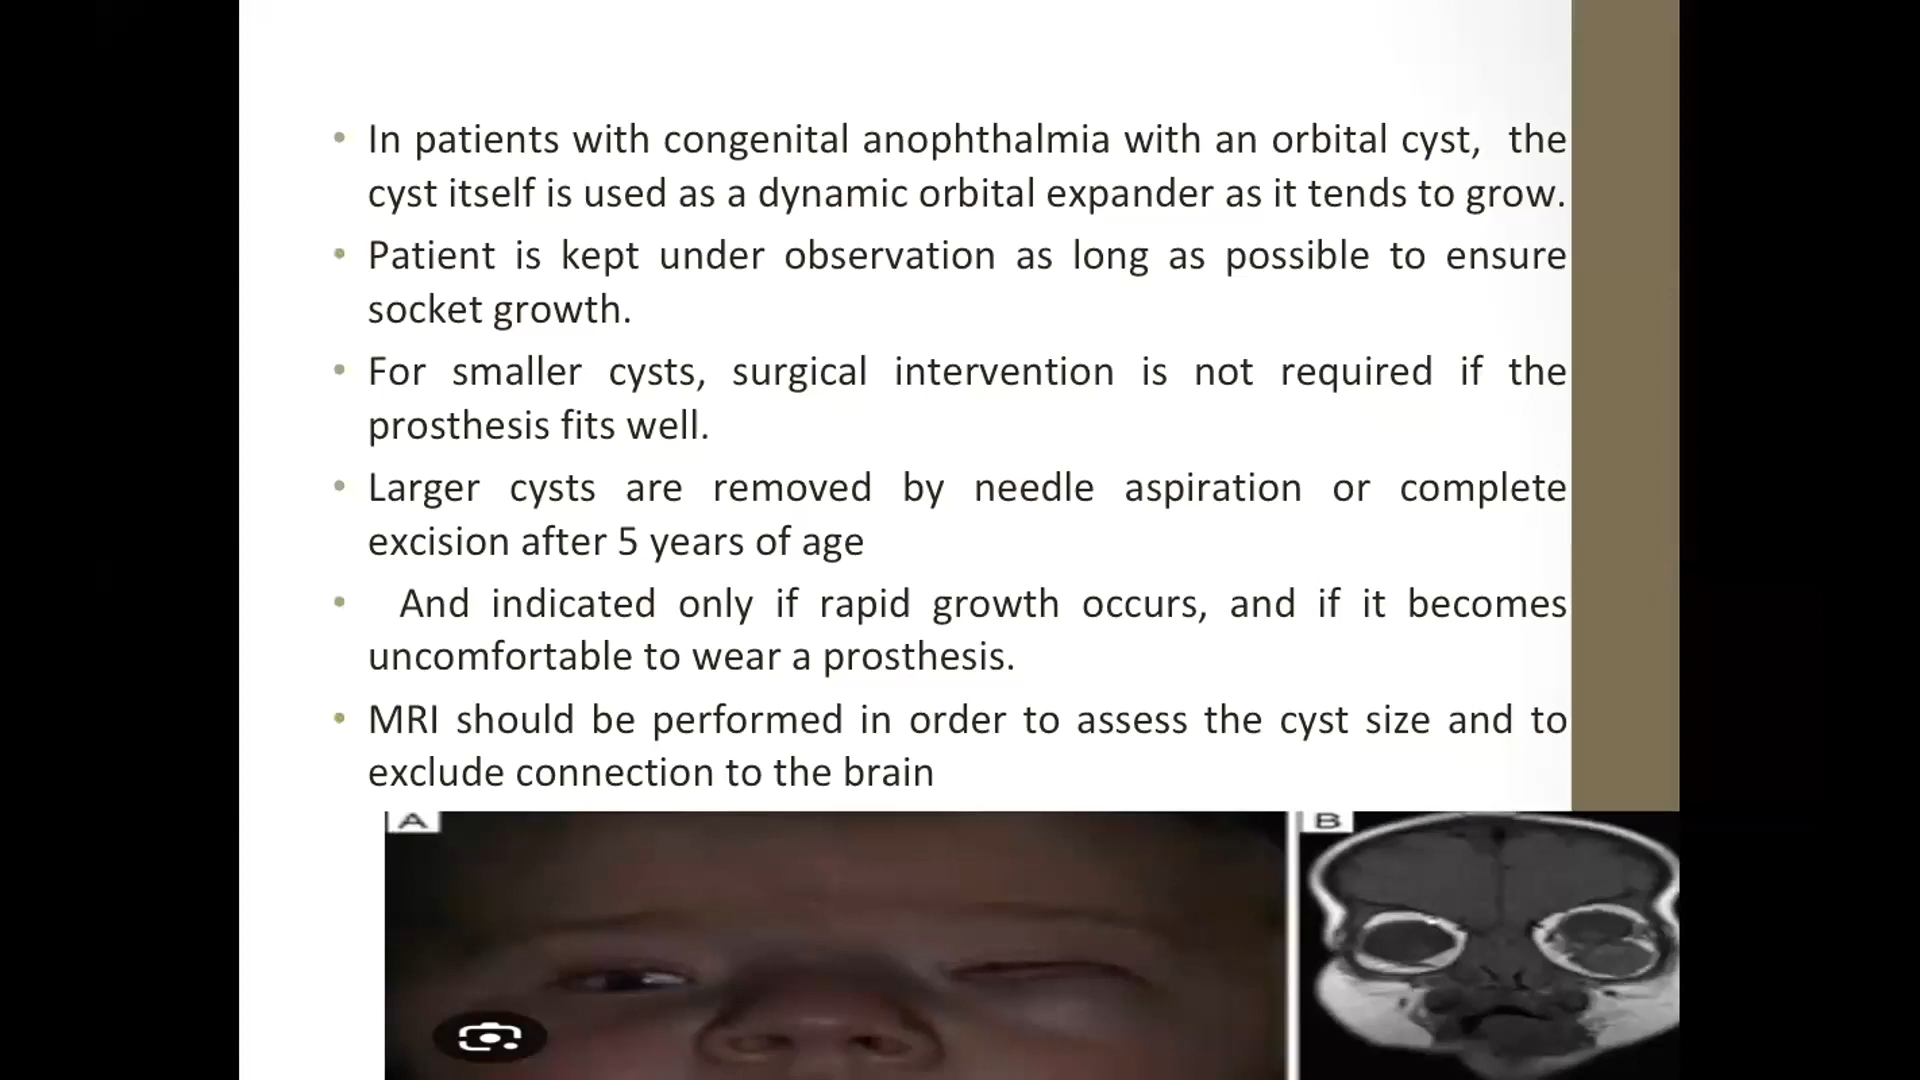 • In patients with congenital anophthalmia with an orbital cyst, the
cyst itself is used as a dynamic orbital expander as it tends to grow.
• Patient is kept under observation as long as possible to ensure
socket growth.
• For smaller cysts, surgical intervention is not required if the
prosthesis fits well.
• Larger cysts are removed by needle aspiration or complete
excision after 5 years of age
• And indicated only if rapid growth occurs, and if it becomes
uncomfortable to wear a prosthesis.
• MRI should be performed in order to assess the cyst size and to
exclude connection to the brain
A
B